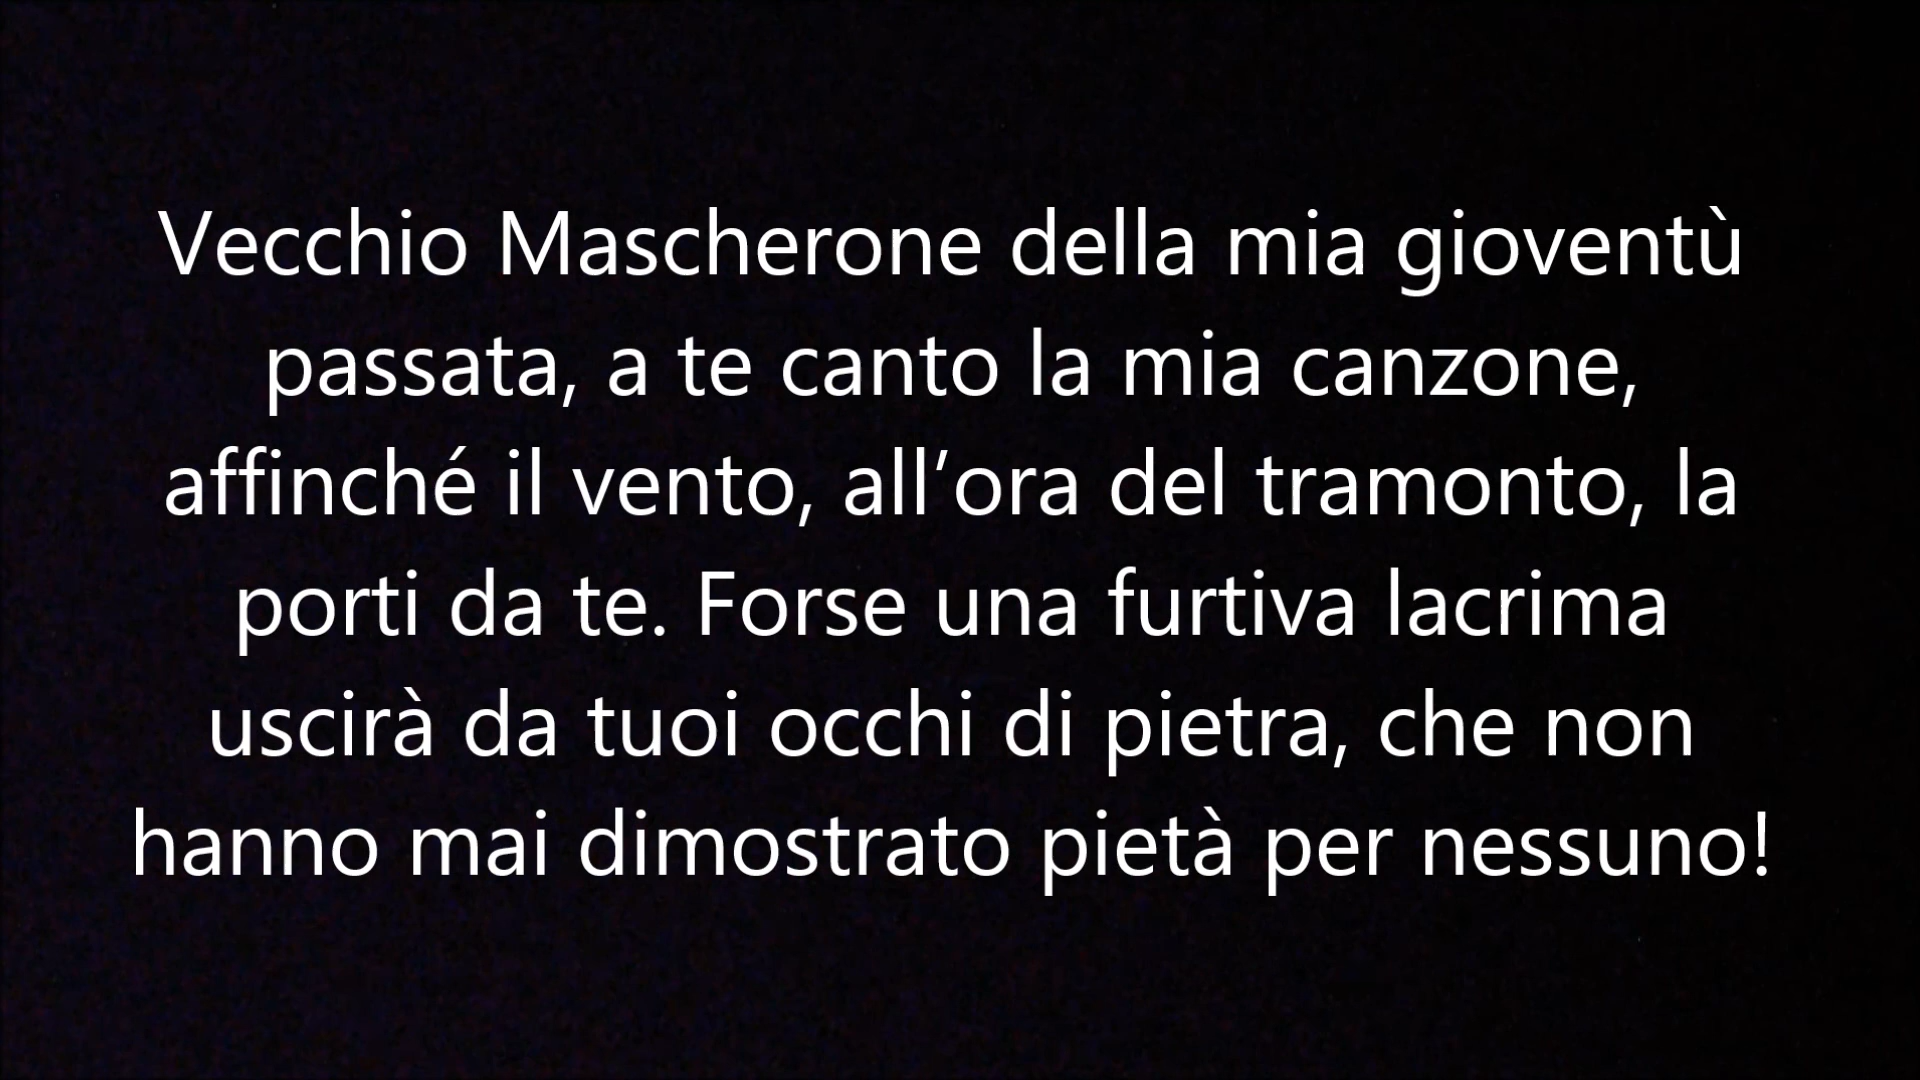 Vecchio Mascherone della mia gioventù
passata, a te canto la mia canzone,
affinché il vento, all’ora del tramonto, la
porti da te. Forse una furtiva lacrima
uscirà da tuoi occhi di pietra, che non
hanno mai dimostrato pietà per nessuno!